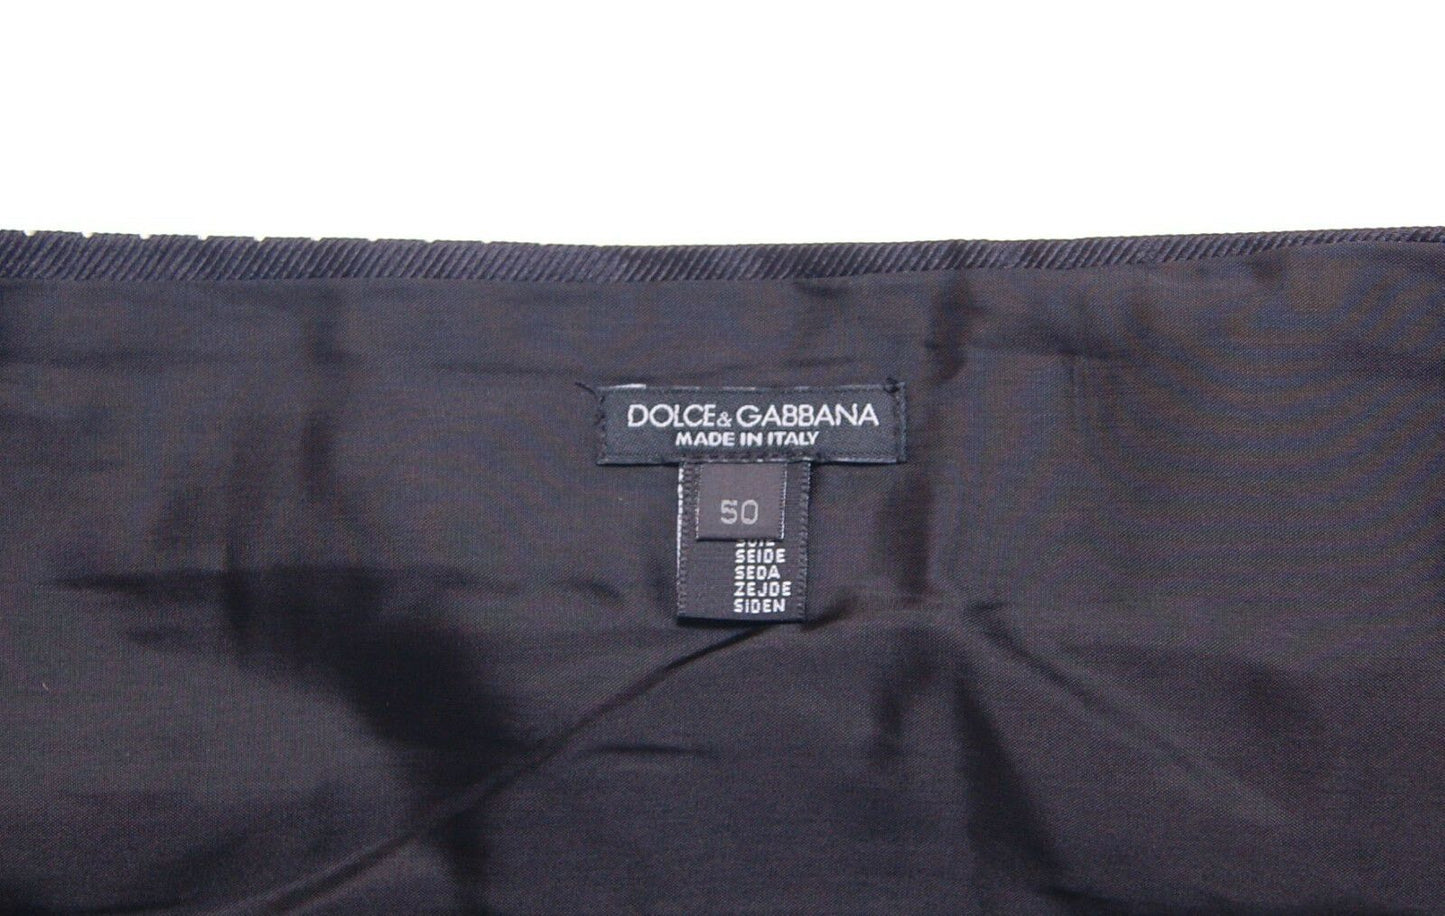 DOLCE & GABBANA
MADE IN ITALY
50
SEIDE
SEDA
ZEJDE
SIDEN